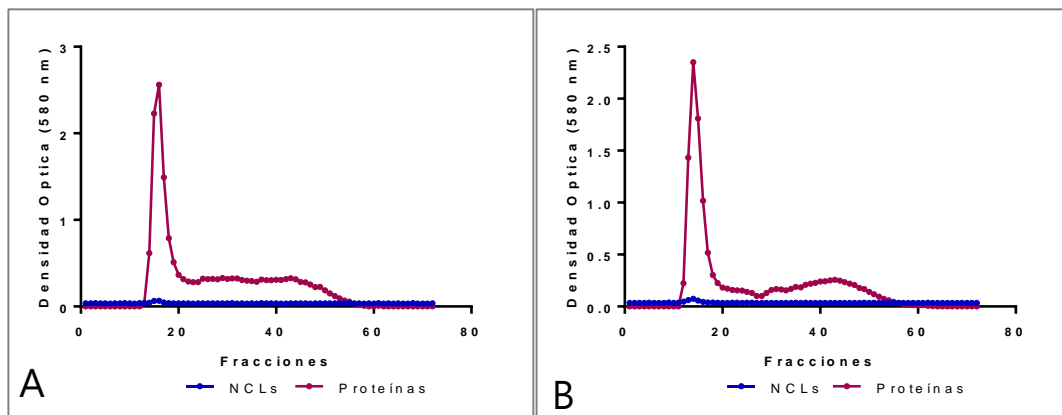 3
2
1
0
Densidad Optica (580 nm)
0 20 40 60 80
Fracciones
NCLs Proteínas
A
2.5
2.0
1.5
1.0
0.5
0.0
Densidad Optica (580 nm)
0 20 40 60 80
Fracciones
NCLs Proteínas
B